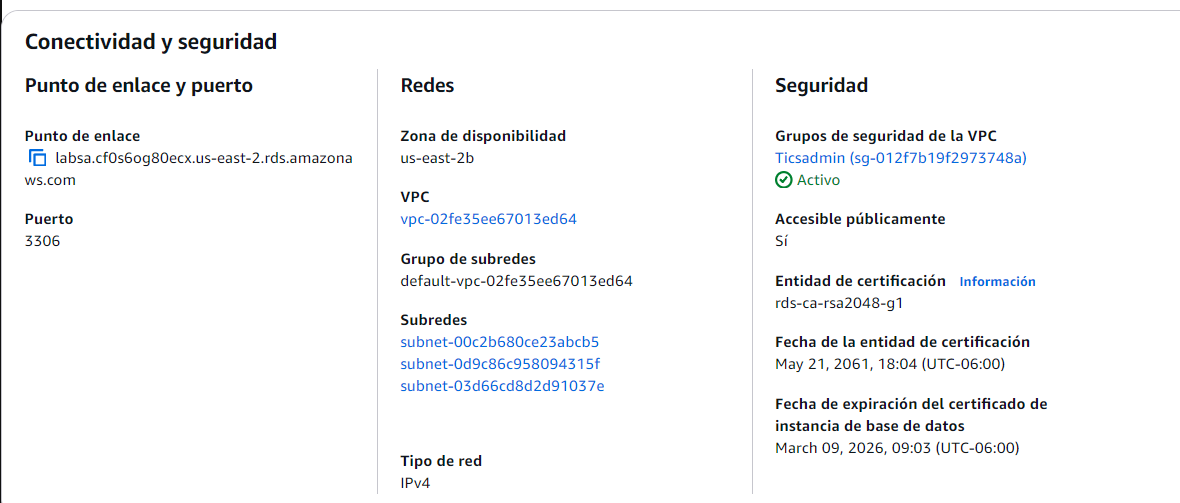 Conectividad y seguridad
Punto de enlace y puerto
Punto de enlace
labsa.cf0s6og80ecx.us-east-2.rds.amazona
ws.com
Puerto
3306
Redes
Zona de disponibilidad
us-east-2b
VPC
vpc-02fe35ee67013ed64
Grupo de subredes
default-vpc-02fe35ee67013ed64
Subredes
subnet-00c2b680ce23abcb5
subnet-0d9c86c958094315f
subnet-03d66cd8d2d91037e
Tipo de red
IPv4
Seguridad
Grupos de seguridad de la VPC
Ticsadmin (sg-012f7b19f2973748a)
Activo
Accesible públicamente
Sí
Entidad de certificación Información
rds-ca-rsa2048-g1
Fecha de la entidad de certificación
May 21, 2061, 18:04 (UTC-06:00)
Fecha de expiración del certificado de
instancia de base de datos
March 09, 2026, 09:03 (UTC-06:00)